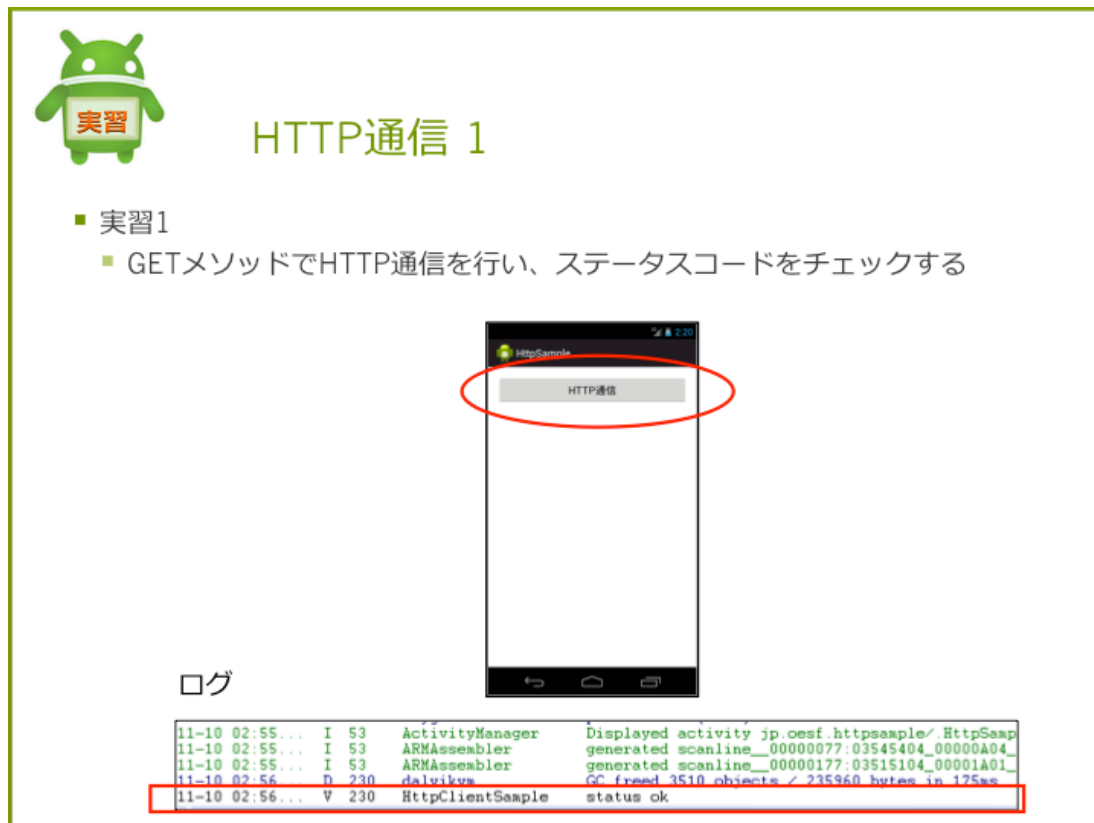 実習
HTTP通信 1
実習1
GETメソッドでHTTP通信を行い、ステータスコードをチェックする
2:20
HttpSample
HTTP通信
ログ
11-10 02:55... I 53 ActivityManager Displayed activity jp.oesf.httpsample/.HttpSamp
11-10 02:55... I 53 ARMAssembler generated scanline__00000077:03545404_00000A04_
11-10 02:55... I 53 ARMAssembler generated scanline__00000177:03515104_00001A01_
11-10 02:56... D 230 dalvikvm GC freed 3510 objects / 235960 bytes in 175ms
11-10 02:56... V 230 HttpClientSample status ok